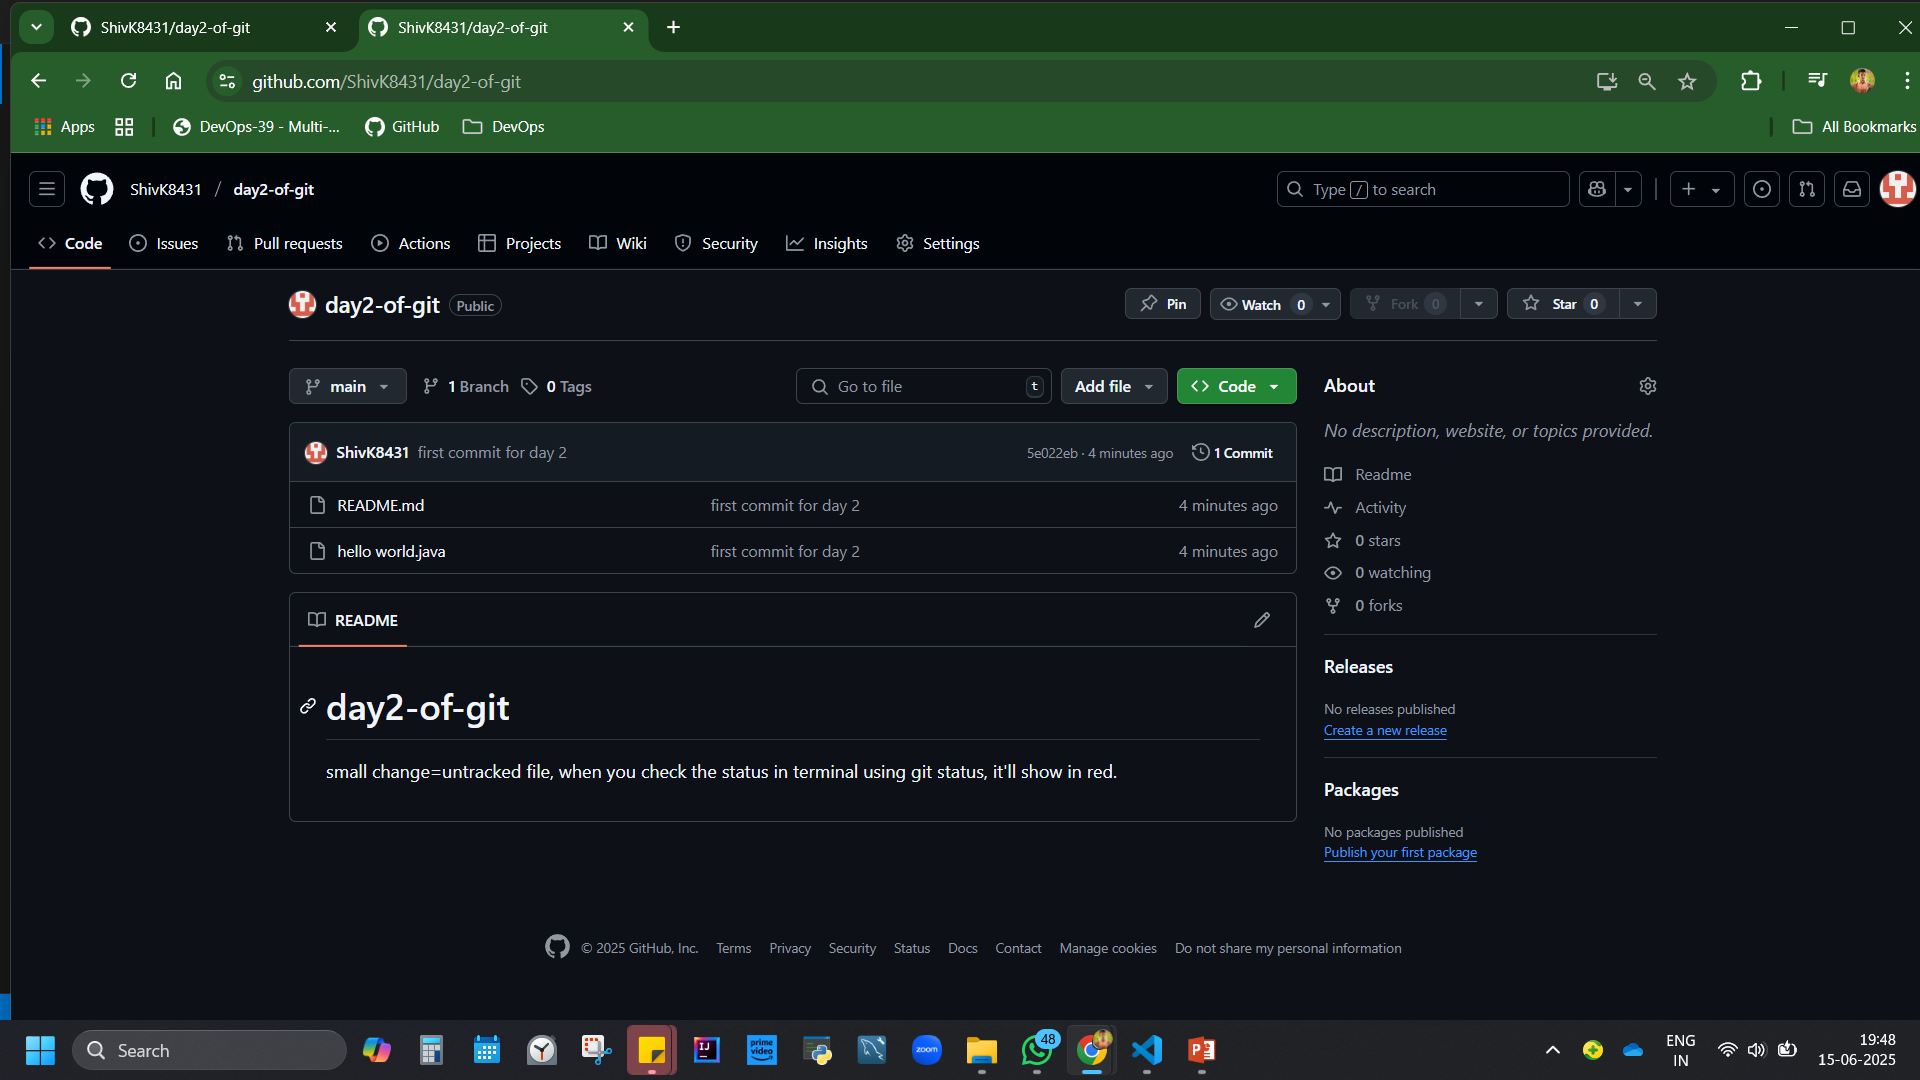 ShivK8431/day2-of-git
ShivK8431/day2-of-git
github.com/ShivK8431/day2-of-git
Apps
DevOps-39 - Multi-...
GitHub
DevOps
All Bookmarks
ShivK8431 / day2-of-git
Type / to search
Code
Issues
Pull requests
Actions
Projects
Wiki
Security
Insights
Settings
day2-of-git Public
Pin
Watch 0
Fork 0
Star 0
main
1 Branch
0 Tags
Go to file t
Add file
Code
ShivK8431 first commit for day 2 5e022eb · 4 minutes ago 1 Commit
README.md first commit for day 2 4 minutes ago
hello world.java first commit for day 2 4 minutes ago
README
day2-of-git
small change=untracked file, when you check the status in terminal using git status, it'll show in red.
About
No description, website, or topics provided.
Readme
Activity
0 stars
0 watching
0 forks
Releases
No releases published
Create a new release
Packages
No packages published
Publish your first package
© 2025 GitHub, Inc. Terms Privacy Security Status Docs Contact Manage cookies Do not share my personal information
Search
IJ
prime video
zoom
48
P
ENG
IN
19:48
15-06-2025